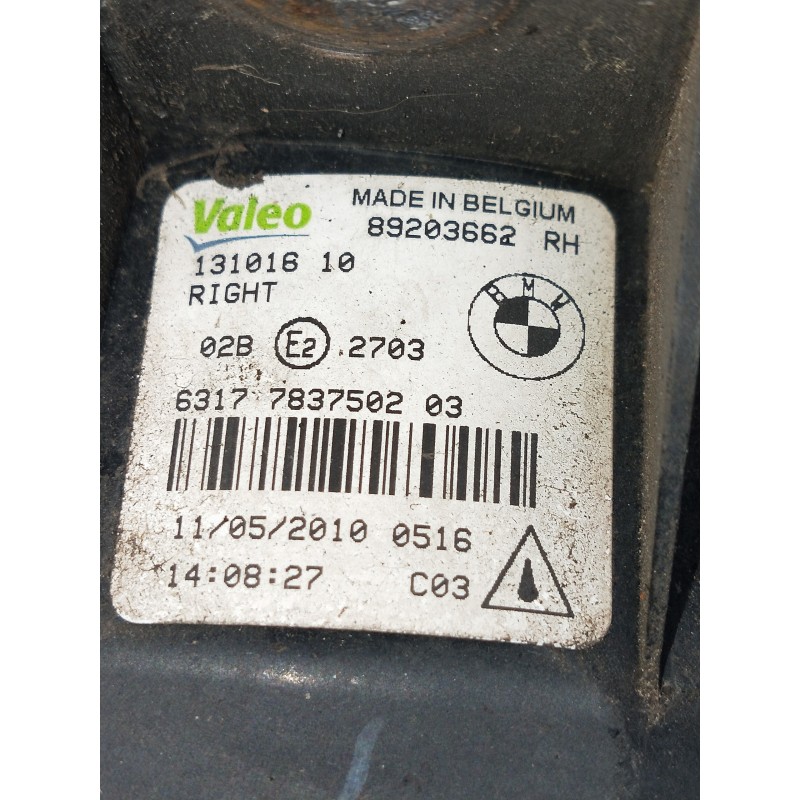 Valeo MADE IN BELGIUM
89203662 RH
131016 10
RIGHT
BMW
02B E2 .2703
6317 7837502 03
11/05/2010 0516
14:08:27 C03